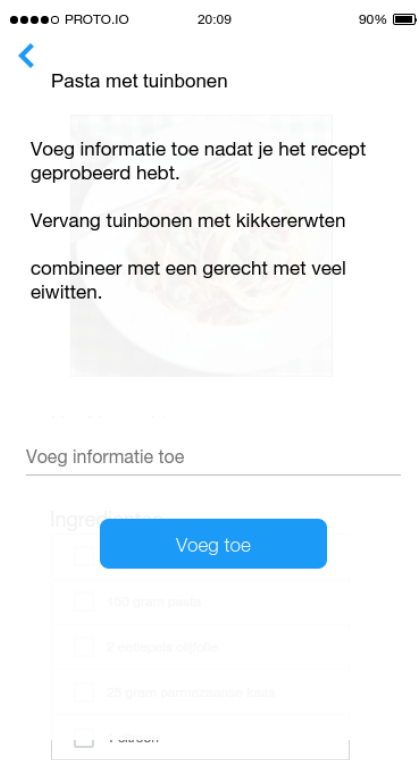 PROTO.IO 20:09 90%
Pasta met tuinbonen
Voeg informatie toe nadat je het recept
geprobeerd hebt.
Vervang tuinbonen met kikkererwten
combineer met een gerecht met veel
eiwitten.
Voeg informatie toe
Ingredienten
Voeg toe
150 gram pasta
2 eetlepels olijfolie
25 gram parmezaanse kaas